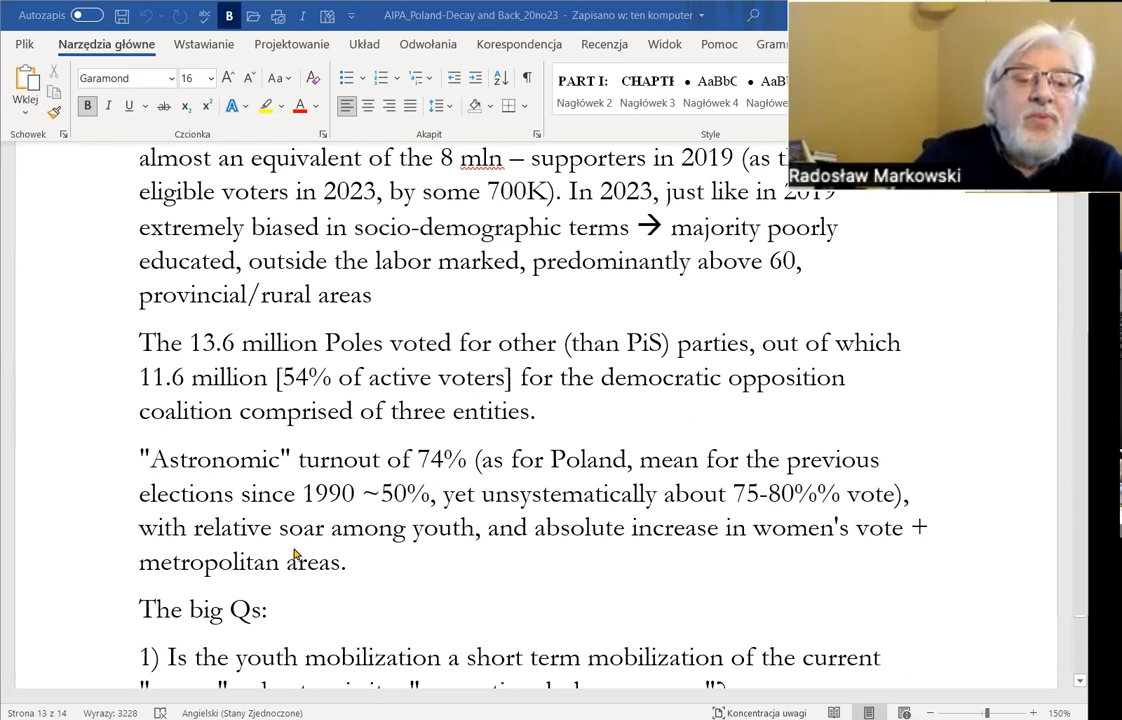 Autozapis
AIPA_Poland-Decay and Back_20no23 – Zapisano w: ten komputer
Plik Narzędzia główne Wstawianie Projektowanie Układ Odwołania Korespondencja Recenzja Widok Pomoc Gram
Wklej
Garamond 16
PART I: CHAPTI AaBbC AaBb
Nagłówek 2 Nagłówek 3 Nagłówek 4 Nagłówek
Schowek Czcionka Akapit Style
Radosław Markowski
almost an equivalent of the 8 mln – supporters in 2019 (as
eligible voters in 2023, by some 700K). In 2023, just like in 2019
extremely biased in socio-demographic terms → majority poorly
educated, outside the labor marked, predominantly above 60,
provincial/rural areas
The 13.6 million Poles voted for other (than PiS) parties, out of which
11.6 million [54% of active voters] for the democratic opposition
coalition comprised of three entities.
"Astronomic" turnout of 74% (as for Poland, mean for the previous
elections since 1990 ~50%, yet unsystematically about 75-80%% vote),
with relative soar among youth, and absolute increase in women's vote +
metropolitan areas.
The big Qs:
1) Is the youth mobilization a short term mobilization of the current
Strona 13 z 14 Wyrazy: 3228 Angielski (Stany Zjednoczone) Koncentracja uwagi 150%